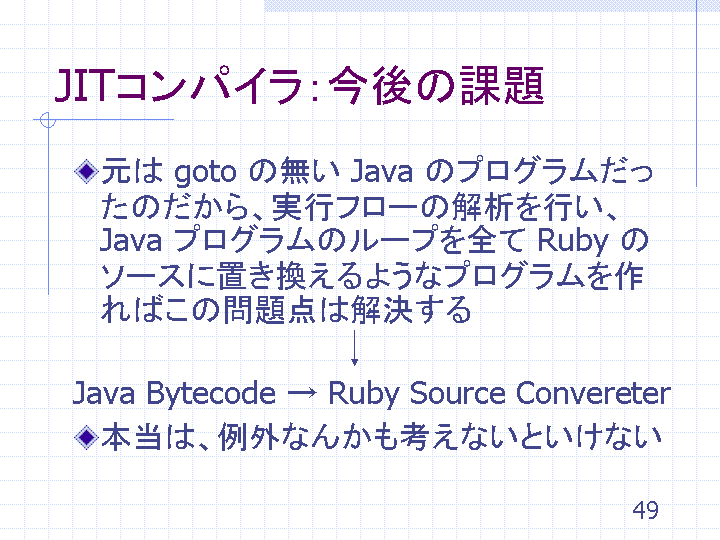 JITコンパイラ：今後の課題
元は goto の無い Java のプログラムだっ
たのだから、実行フローの解析を行い、
Java プログラムのループを全て Ruby の
ソースに置き換えるようなプログラムを作
ればこの問題点は解決する
Java Bytecode → Ruby Source Convereter
本当は、例外なんかも考えないといけない
49